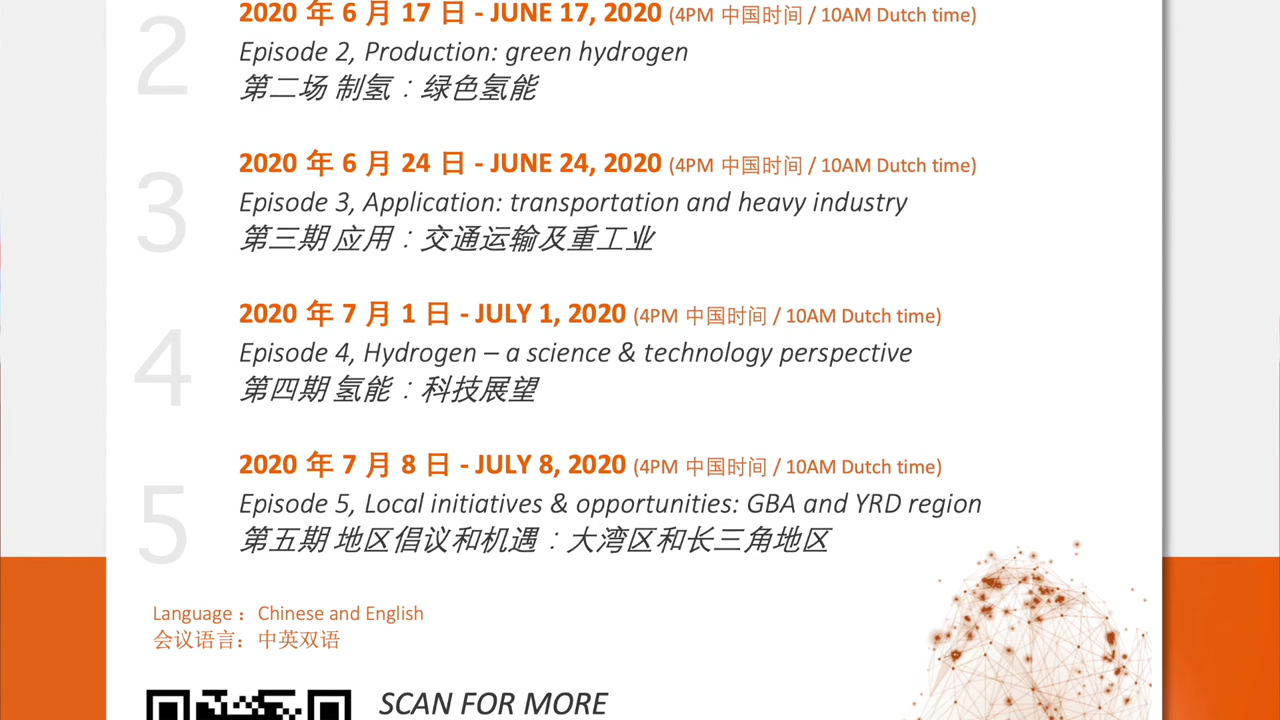 2
2020 年 6 月 17 日 - JUNE 17, 2020 (4PM 中国时间 / 10AM Dutch time)
Episode 2, Production: green hydrogen
第二场 制氢：绿色氢能
3
2020 年 6 月 24 日 - JUNE 24, 2020 (4PM 中国时间 / 10AM Dutch time)
Episode 3, Application: transportation and heavy industry
第三期 应用：交通运输及重工业
4
2020 年 7 月 1 日 - JULY 1, 2020 (4PM 中国时间 / 10AM Dutch time)
Episode 4, Hydrogen – a science & technology perspective
第四期 氢能：科技展望
5
2020 年 7 月 8 日 - JULY 8, 2020 (4PM 中国时间 / 10AM Dutch time)
Episode 5, Local initiatives & opportunities: GBA and YRD region
第五期 地区倡议和机遇：大湾区和长三角地区
Language： Chinese and English
会议语言：中英双语
SCAN FOR MORE